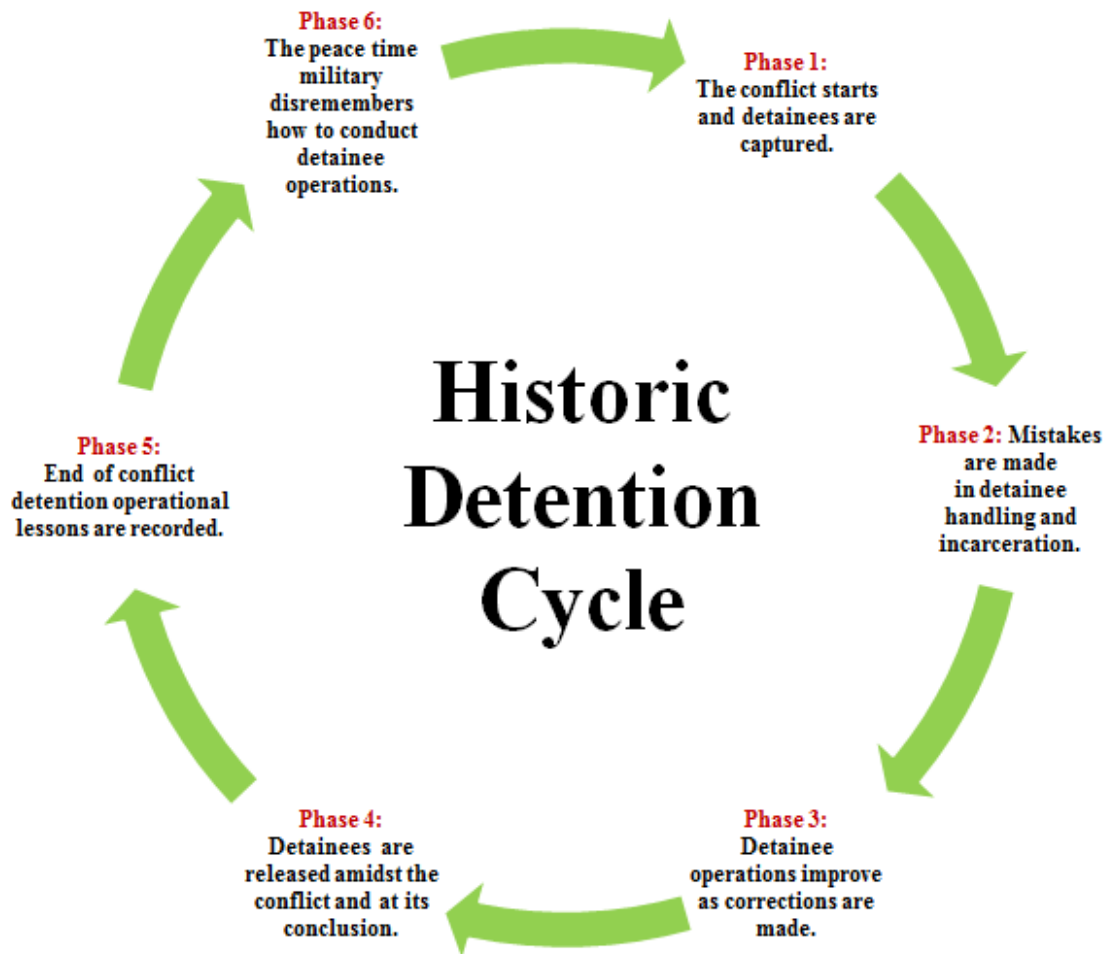 Phase 6:
The peace time
military
disremembers
how to conduct
detainee
operations.
Phase 1:
The conflict starts
and detainees are
captured.
Phase 2: Mistakes
are made
in detainee
handling and
incarceration.
Phase 3:
Detainee
operations improve
as corrections are
made.
Phase 4:
Detainees are
released amidst the
conflict and at its
conclusion.
Phase 5:
End of conflict
detention operational
lessons are recorded.
Historic
Detention
Cycle